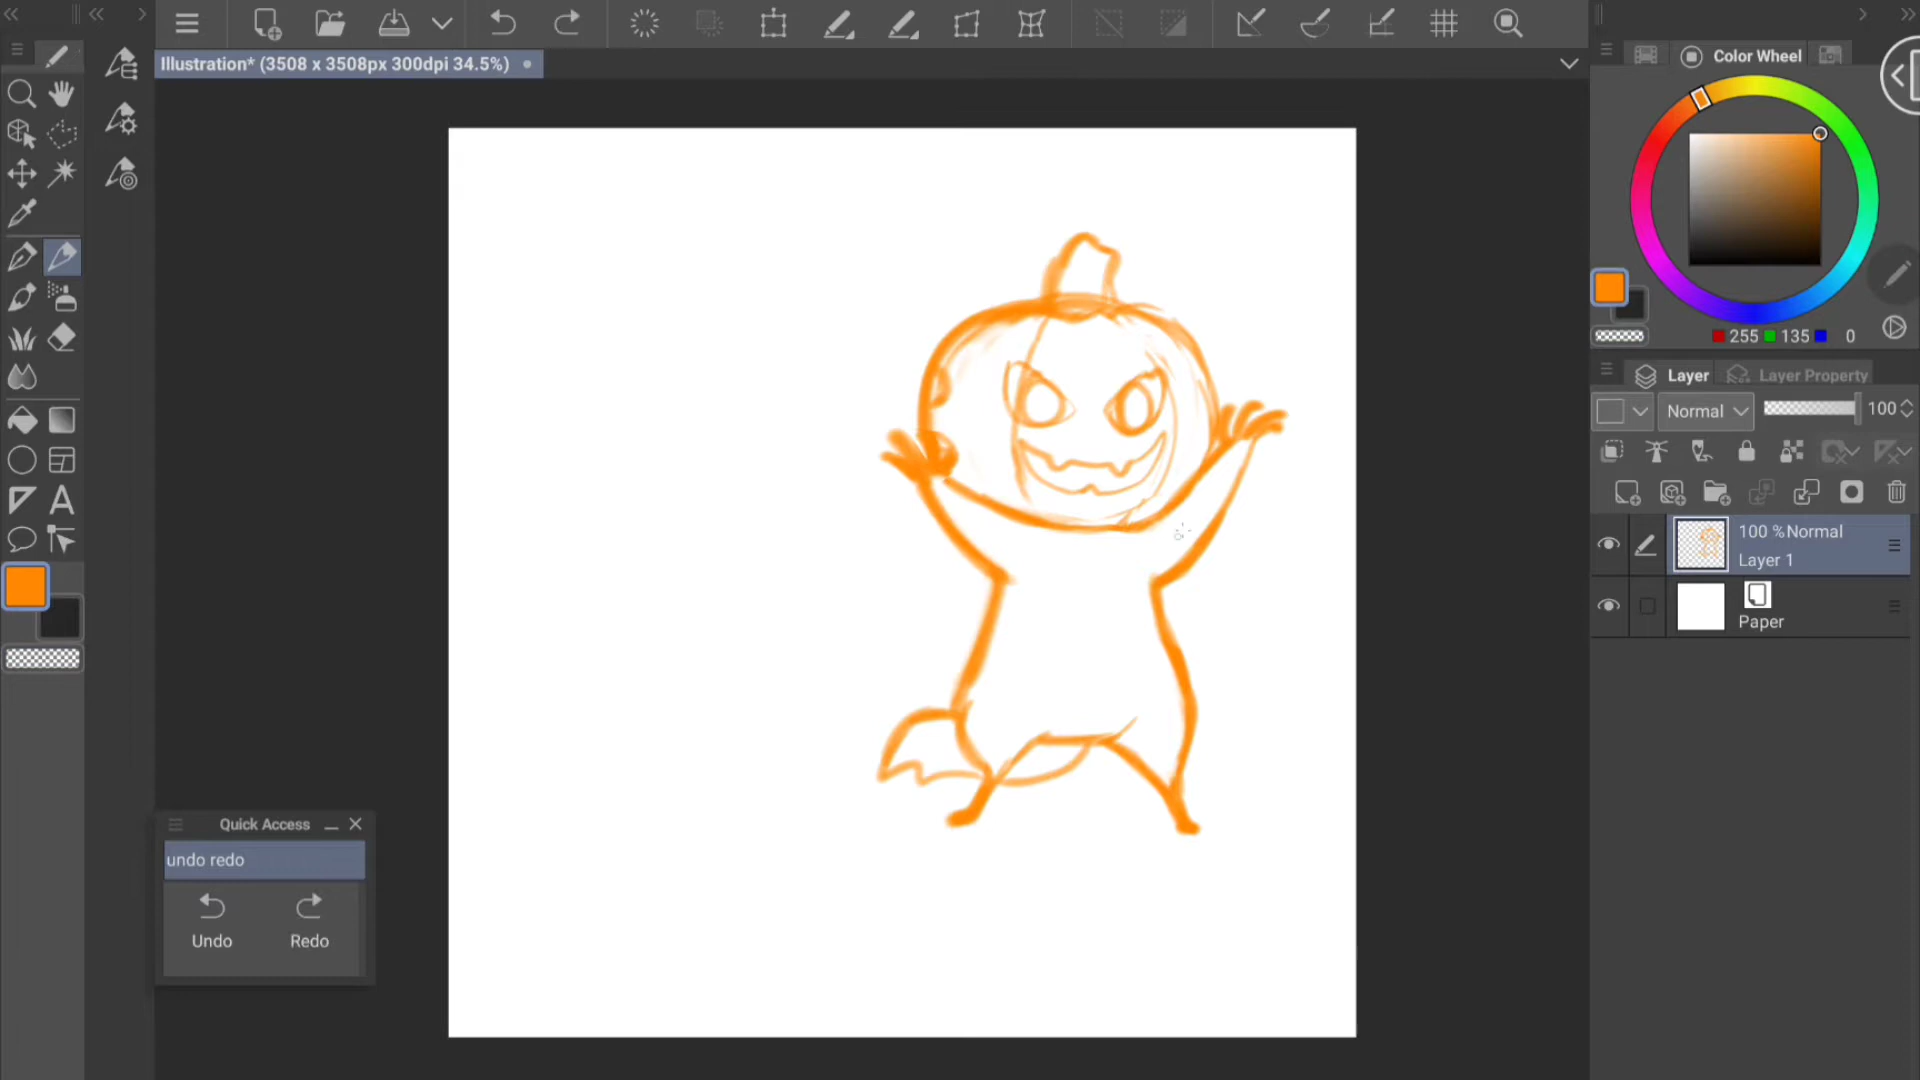 Illustration* (3508 x 3508px 300dpi 34.5%)
Color Wheel
255 135 0
Layer Layer Property
Normal 100
100 %Normal
Layer 1
Paper
Quick Access
undo redo
Undo Redo